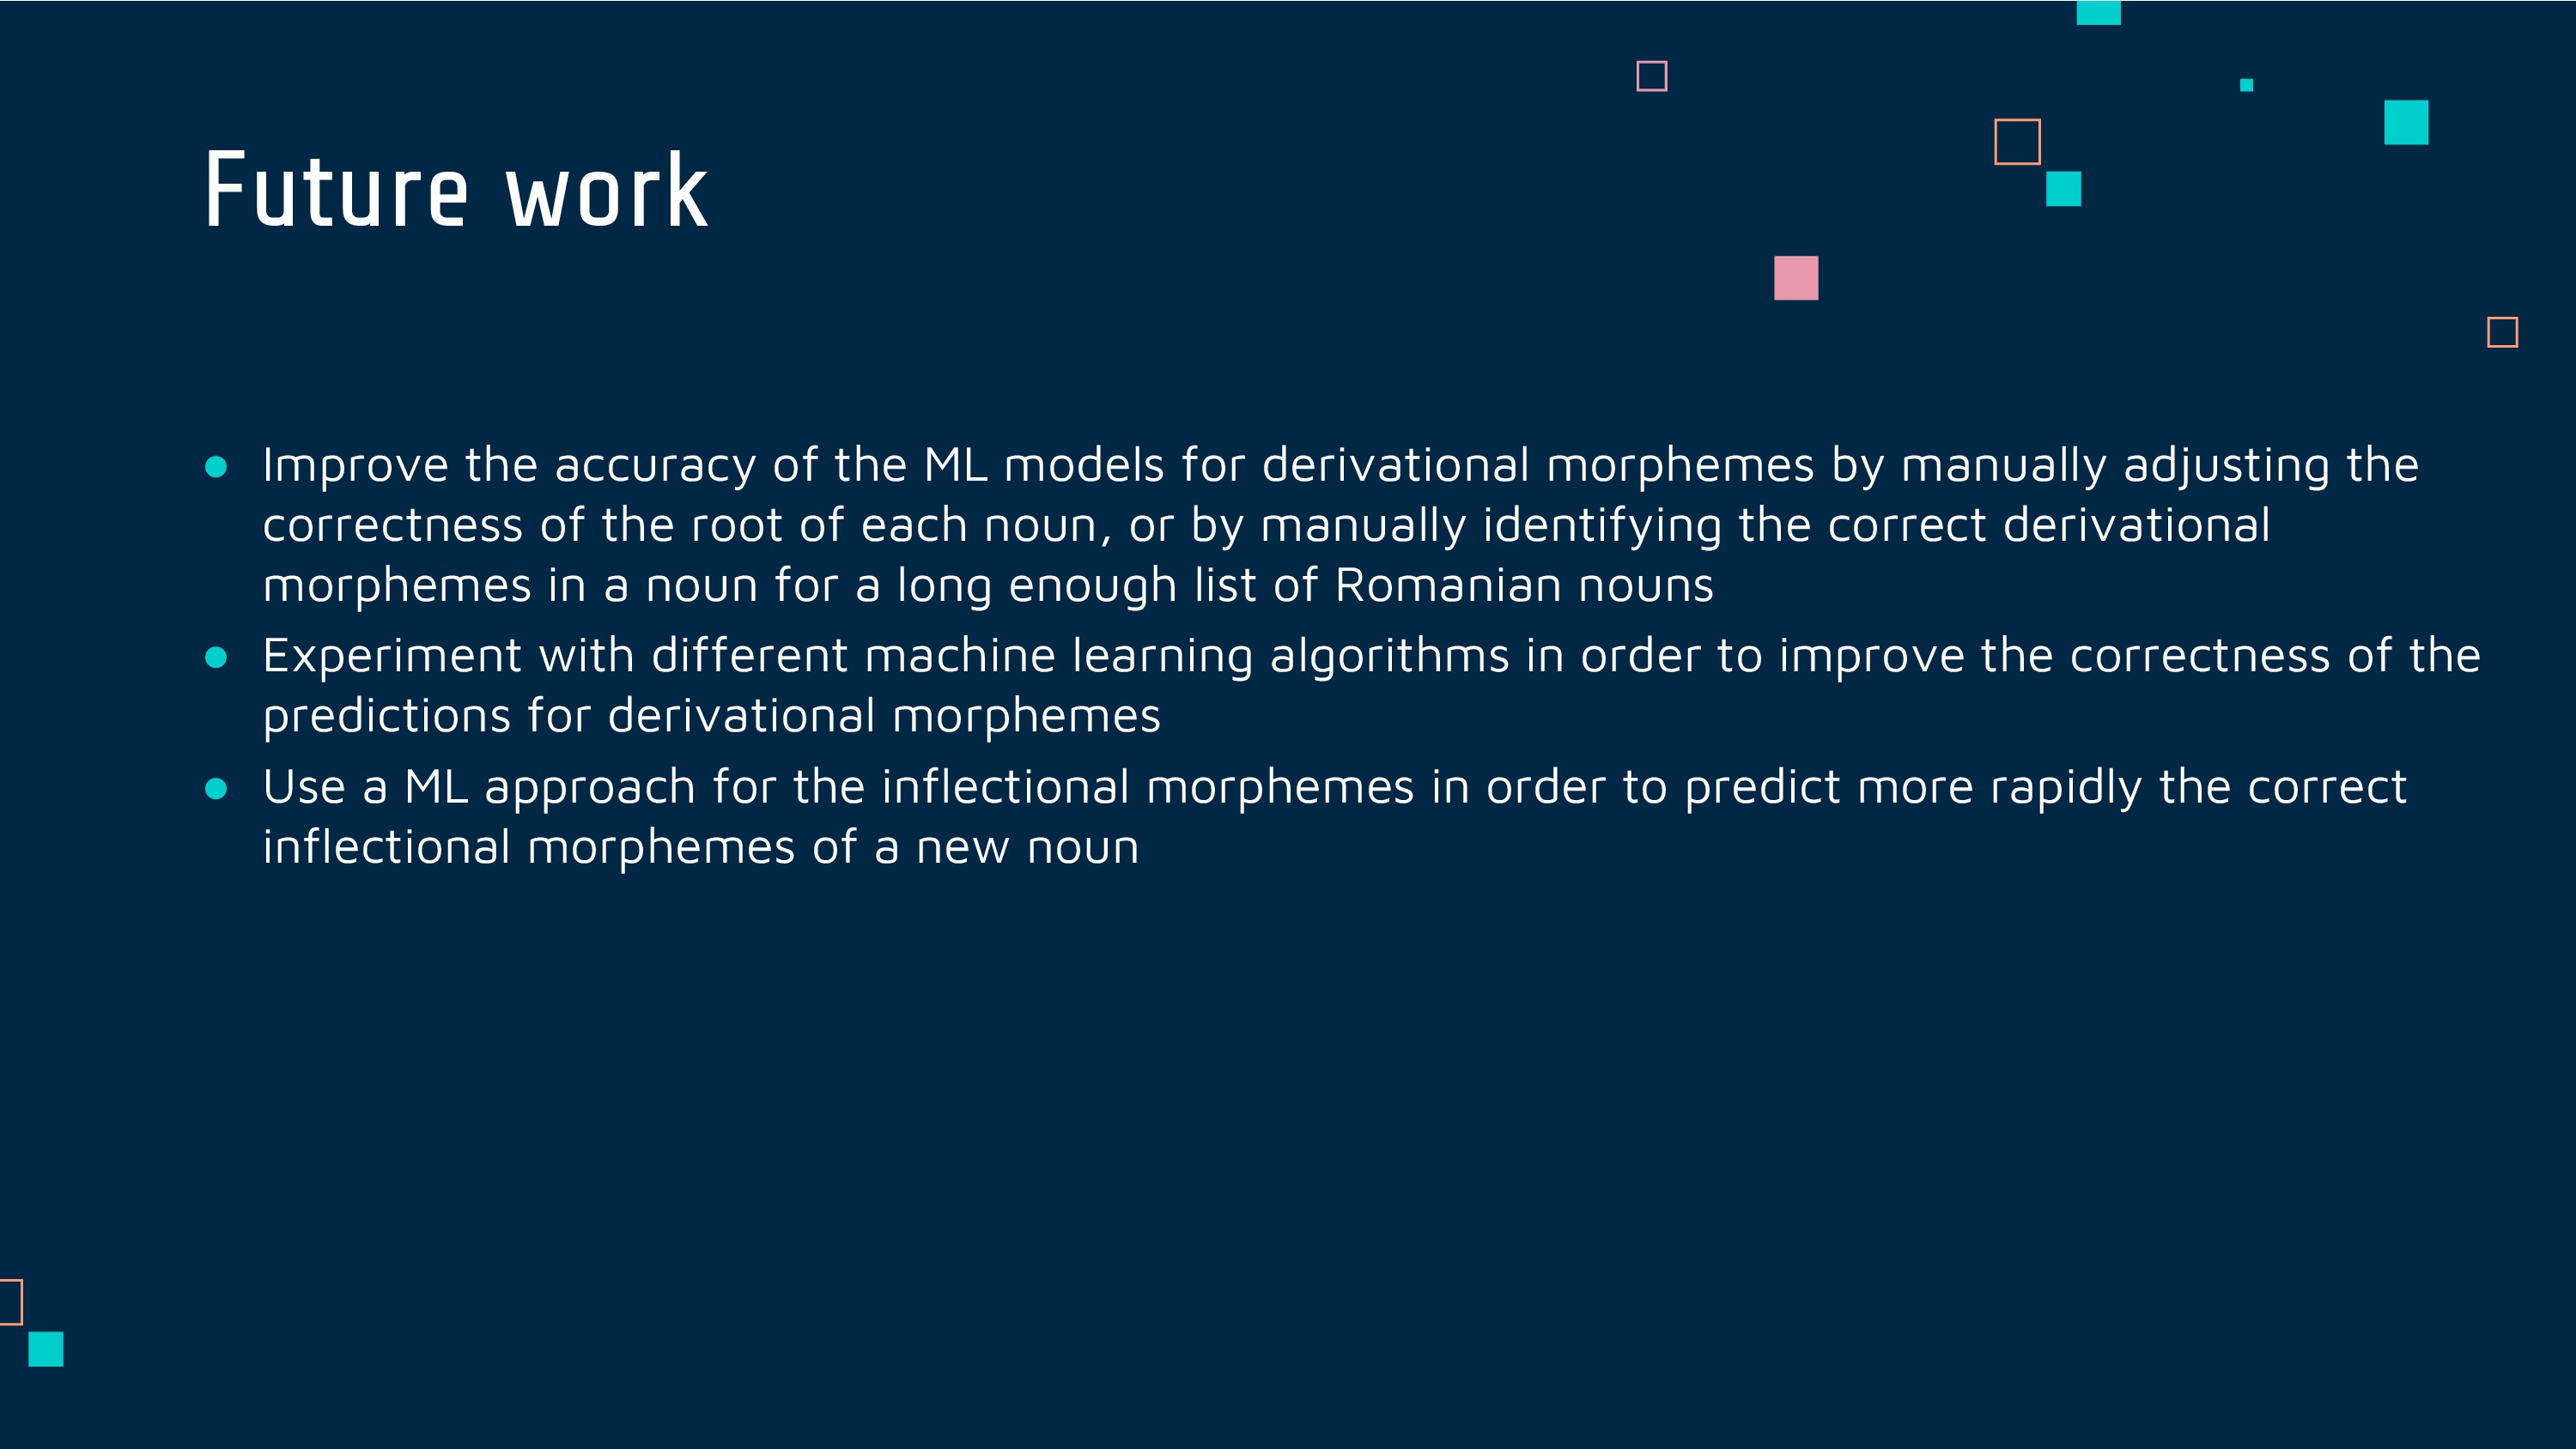 Future work
● Improve the accuracy of the ML models for derivational morphemes by manually adjusting the
correctness of the root of each noun, or by manually identifying the correct derivational
morphemes in a noun for a long enough list of Romanian nouns
● Experiment with different machine learning algorithms in order to improve the correctness of the
predictions for derivational morphemes
● Use a ML approach for the inflectional morphemes in order to predict more rapidly the correct
inflectional morphemes of a new noun